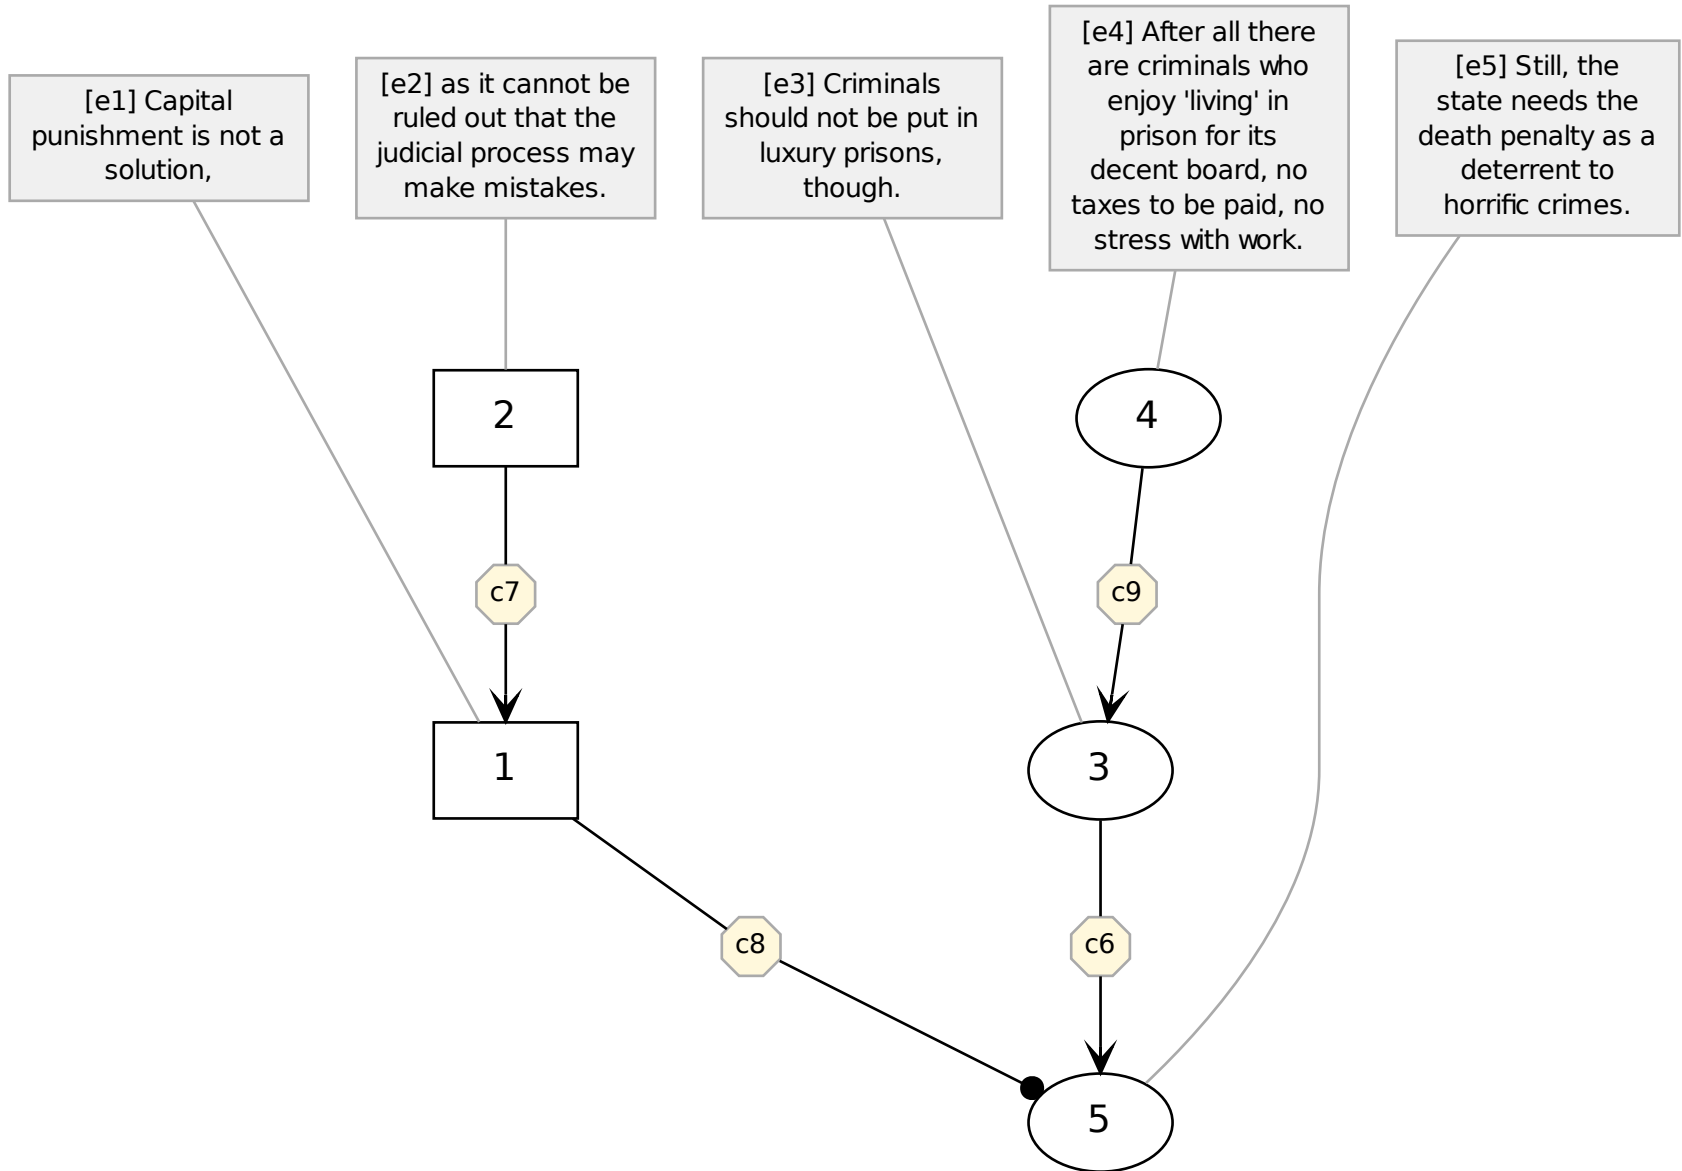 [e1] Capital
punishment is not a
solution,
[e2] as it cannot be
ruled out that the
judicial process may
make mistakes.
[e3] Criminals
should not be put in
luxury prisons,
though.
[e4] After all there
are criminals who
enjoy 'living' in
prison for its
decent board, no
taxes to be paid, no
stress with work.
[e5] Still, the
state needs the
death penalty as a
deterrent to
horrific crimes.
2
4
c7
c9
1
3
c8
c6
5